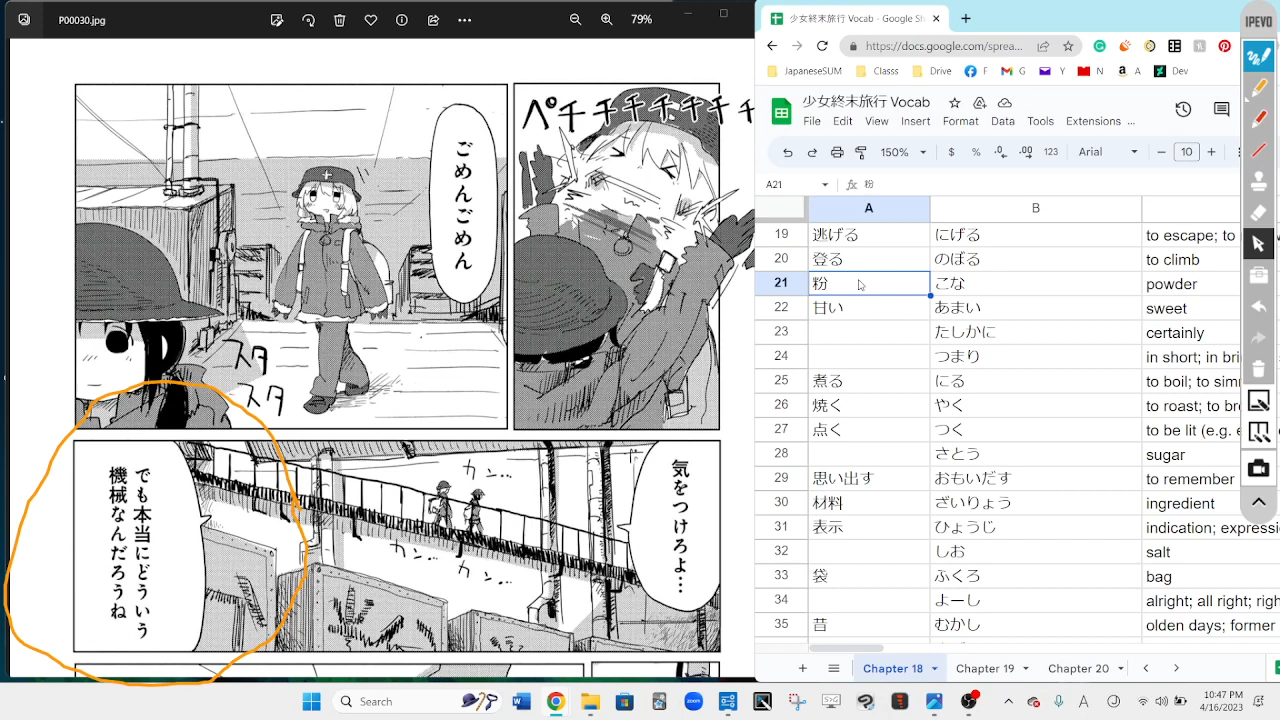 P00030.jpg
79%
少女終末旅行 Vocab - Google Sh
https://docs.google.com/sprea...
JapaneseSUM
Classs
Drive
F
G
Y
N
A
Dev
IPEVO
少女終末旅行 Vocab
File Edit View Insert Format Data Tools Extensions ...
150% $ % .0 .00 123 Arial 10
A21 fx 粉
A B
19 逃げる にげる to escape; to
20 登る のぼる to climb
21 粉 こな powder
22 甘い あまい sweet
23 たしかに certainly
24 つまり in short; in bri
25 煮る にる to boil; to sim
26 焼く やく to roast; to bro
27 点く つく to be lit (e.g. e
28 さとう sugar
29 思い出す おもいだす to remember
30 材料 ざいりょう ingredient
31 表示 ひょうじ indication; expression
32 しお salt
33 袋 ふくろ bag
34 よーし alright; all right; righ
35 昔 むかし olden days; former
Chapter 18 Chapter 19 Chapter 20
ペチチチチチチチ
ごめんごめん
スタ
スタ
気をつけろよ…
カン…
カン…
カン…
でも本当にどういう
機械なんだろうね
Search
zoom
10:47 PM